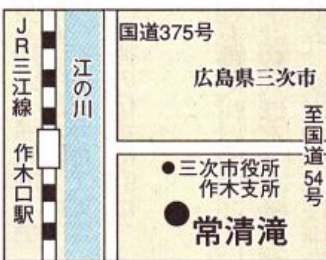 JR三江線 作木口駅
江の川
国道375号
広島県三次市
至国道54号
三次市役所
作木支所
常清滝